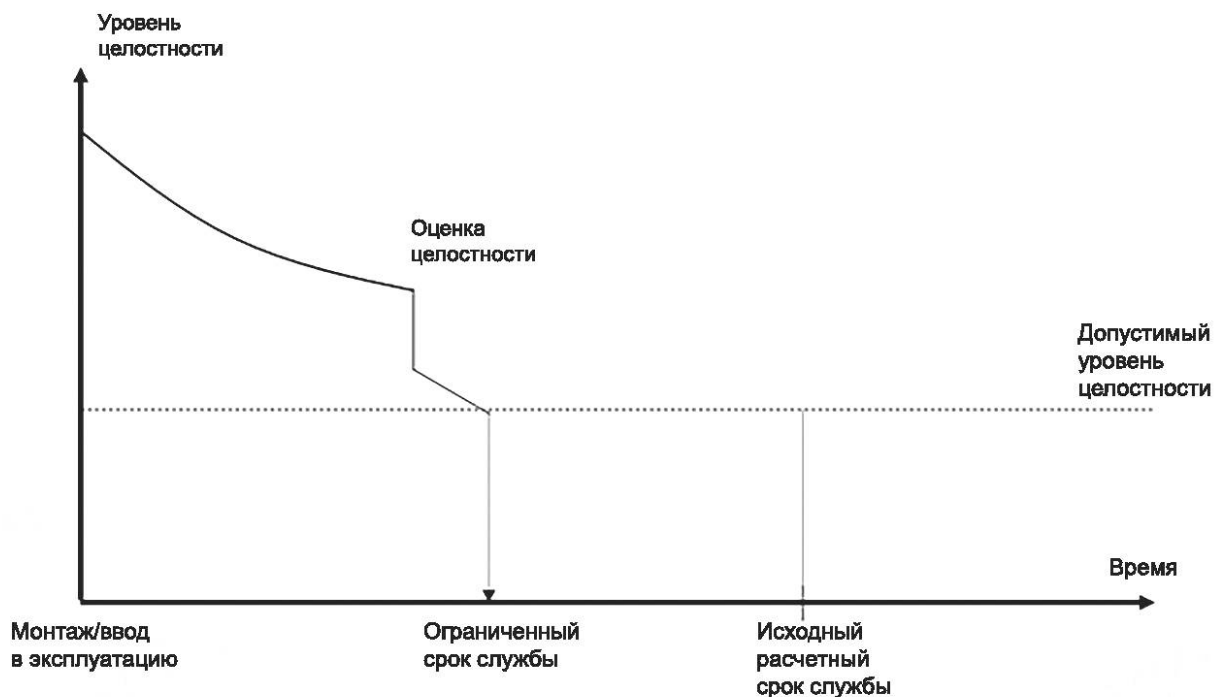 Уровень
целостности
Оценка
целостности
Допустимый
уровень
целостности
Время
Монтаж/ввод
в эксплуатацию
Ограниченный
срок службы
Исходный
расчетный
срок службы